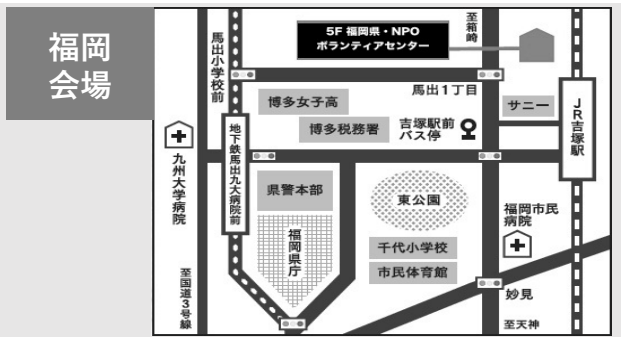 福岡
会場
5F 福岡県・NPO
ボランティアセンター
至箱崎
馬出小学校前
馬出1丁目
博多女子高
サニー
博多税務署
吉塚駅前
バス停
JR吉塚駅
地下鉄馬出九大病院前
九州大学病院
県警本部
東公園
福岡市民
病院
福岡県庁
千代小学校
市民体育館
至国道3号線
妙見
至天神